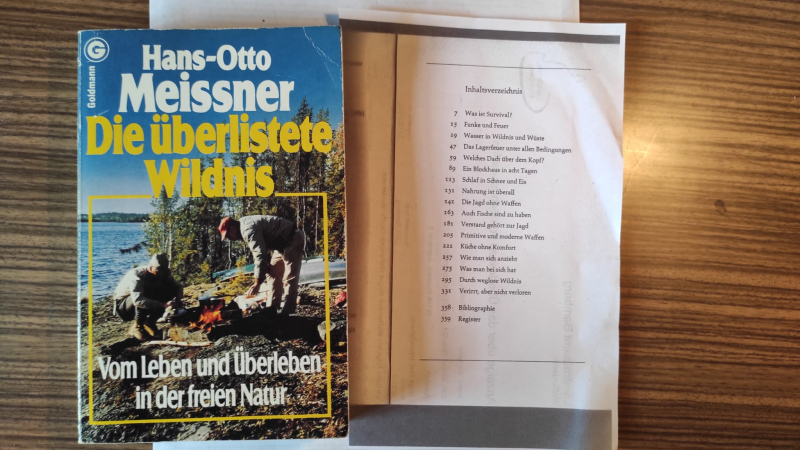 G
Goldmann
Hans-Otto
Meissner
Die überlistete
Wildnis
Vom Leben und Überleben
in der freien Natur
Inhaltsverzeichnis
7 Was ist Survival?
15 Funke und Feuer
29 Wasser in Wildnis und Wüste
47 Das Lagerfeuer unter allen Bedingungen
59 Welches Dach über dem Kopf?
89 Ein Blockhaus in acht Tagen
113 Schlaf in Schnee und Eis
131 Nahrung ist überall
141 Die Jagd ohne Waffen
163 Auch Fische sind zu haben
181 Verstand gehört zur Jagd
205 Primitive und moderne Waffen
221 Küche ohne Komfort
257 Wie man sich anzieht
273 Was man bei sich hat
295 Durch weglose Wildnis
331 Verirrt, aber nicht verloren
358 Bibliographie
359 Register